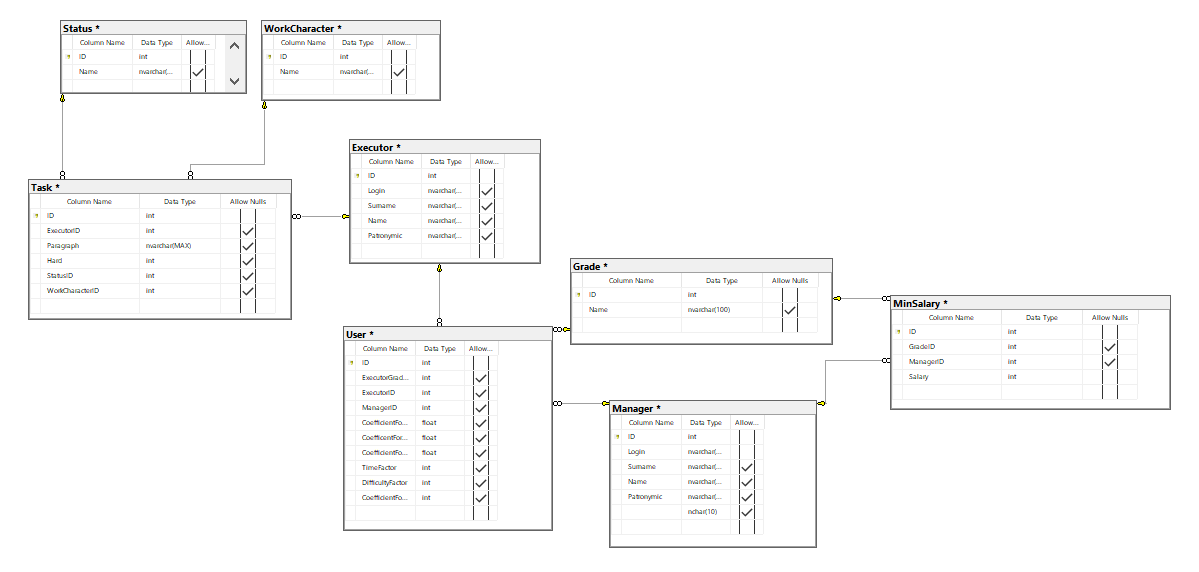 Status *
Column Name Data Type Allow...
ID int
Name nvarchar(...
WorkCharacter *
Column Name Data Type Allow...
ID int
Name nvarchar(...
Executor *
Column Name Data Type Allow...
ID int
Login nvarchar(...
Surname nvarchar(...
Name nvarchar(...
Patronymic nvarchar(...
Task *
Column Name Data Type Allow Nulls
ID int
ExecutorID int
Paragraph nvarchar(MAX)
Hard int
StatusID int
WorkCharacterID int
Grade *
Column Name Data Type Allow Nulls
ID int
Name nvarchar(100)
MinSalary *
Column Name Data Type Allow Nulls
ID int
GradeID int
ManagerID int
Salary int
User *
Column Name Data Type Allow...
ID int
ExecutorGrad... int
ExecutorID int
ManagerID int
CoefficientFo... float
CoefficentFor... float
CoefficientFo... float
TimeFactor int
DifficultyFactor int
CoefficientFo... int
Manager *
Column Name Data Type Allow...
ID int
Login nvarchar(...
Surname nvarchar(...
Name nvarchar(...
Patronymic nvarchar(...
nchar(10)